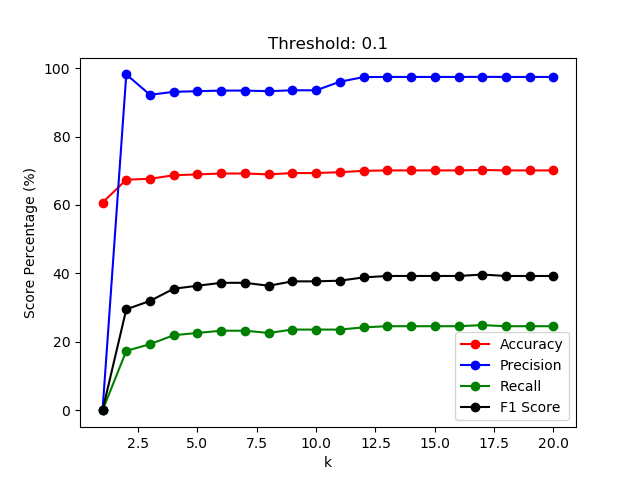 Threshold: 0.1
Score Percentage (%)
100
80
60
40
20
0
2.5 5.0 7.5 10.0 12.5 15.0 17.5 20.0
k
Accuracy
Precision
Recall
F1 Score